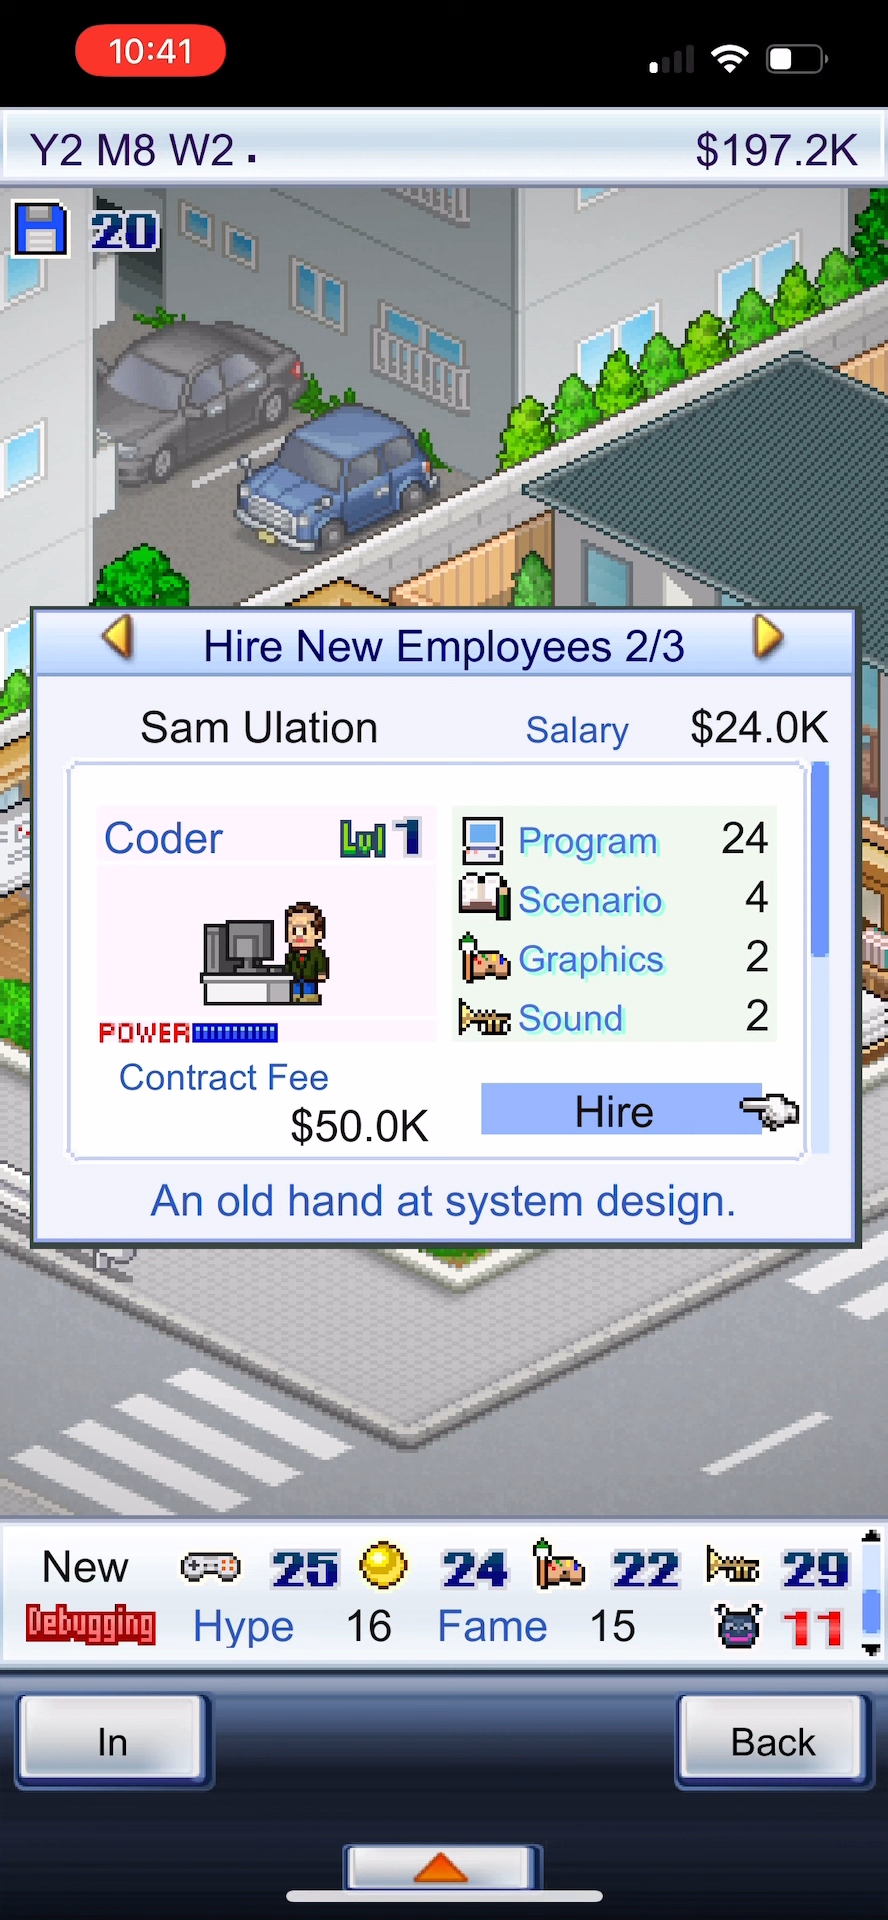 10:41
Y2 M8 W2. $197.2K
20
Hire New Employees 2/3
Sam Ulation Salary $24.0K
Coder Lvl 1
Program 24
Scenario 4
Graphics 2
Sound 2
POWER
Contract Fee
$50.0K
Hire
An old hand at system design.
New 25 24 22 29
Debugging Hype 16 Fame 15 11
In Back